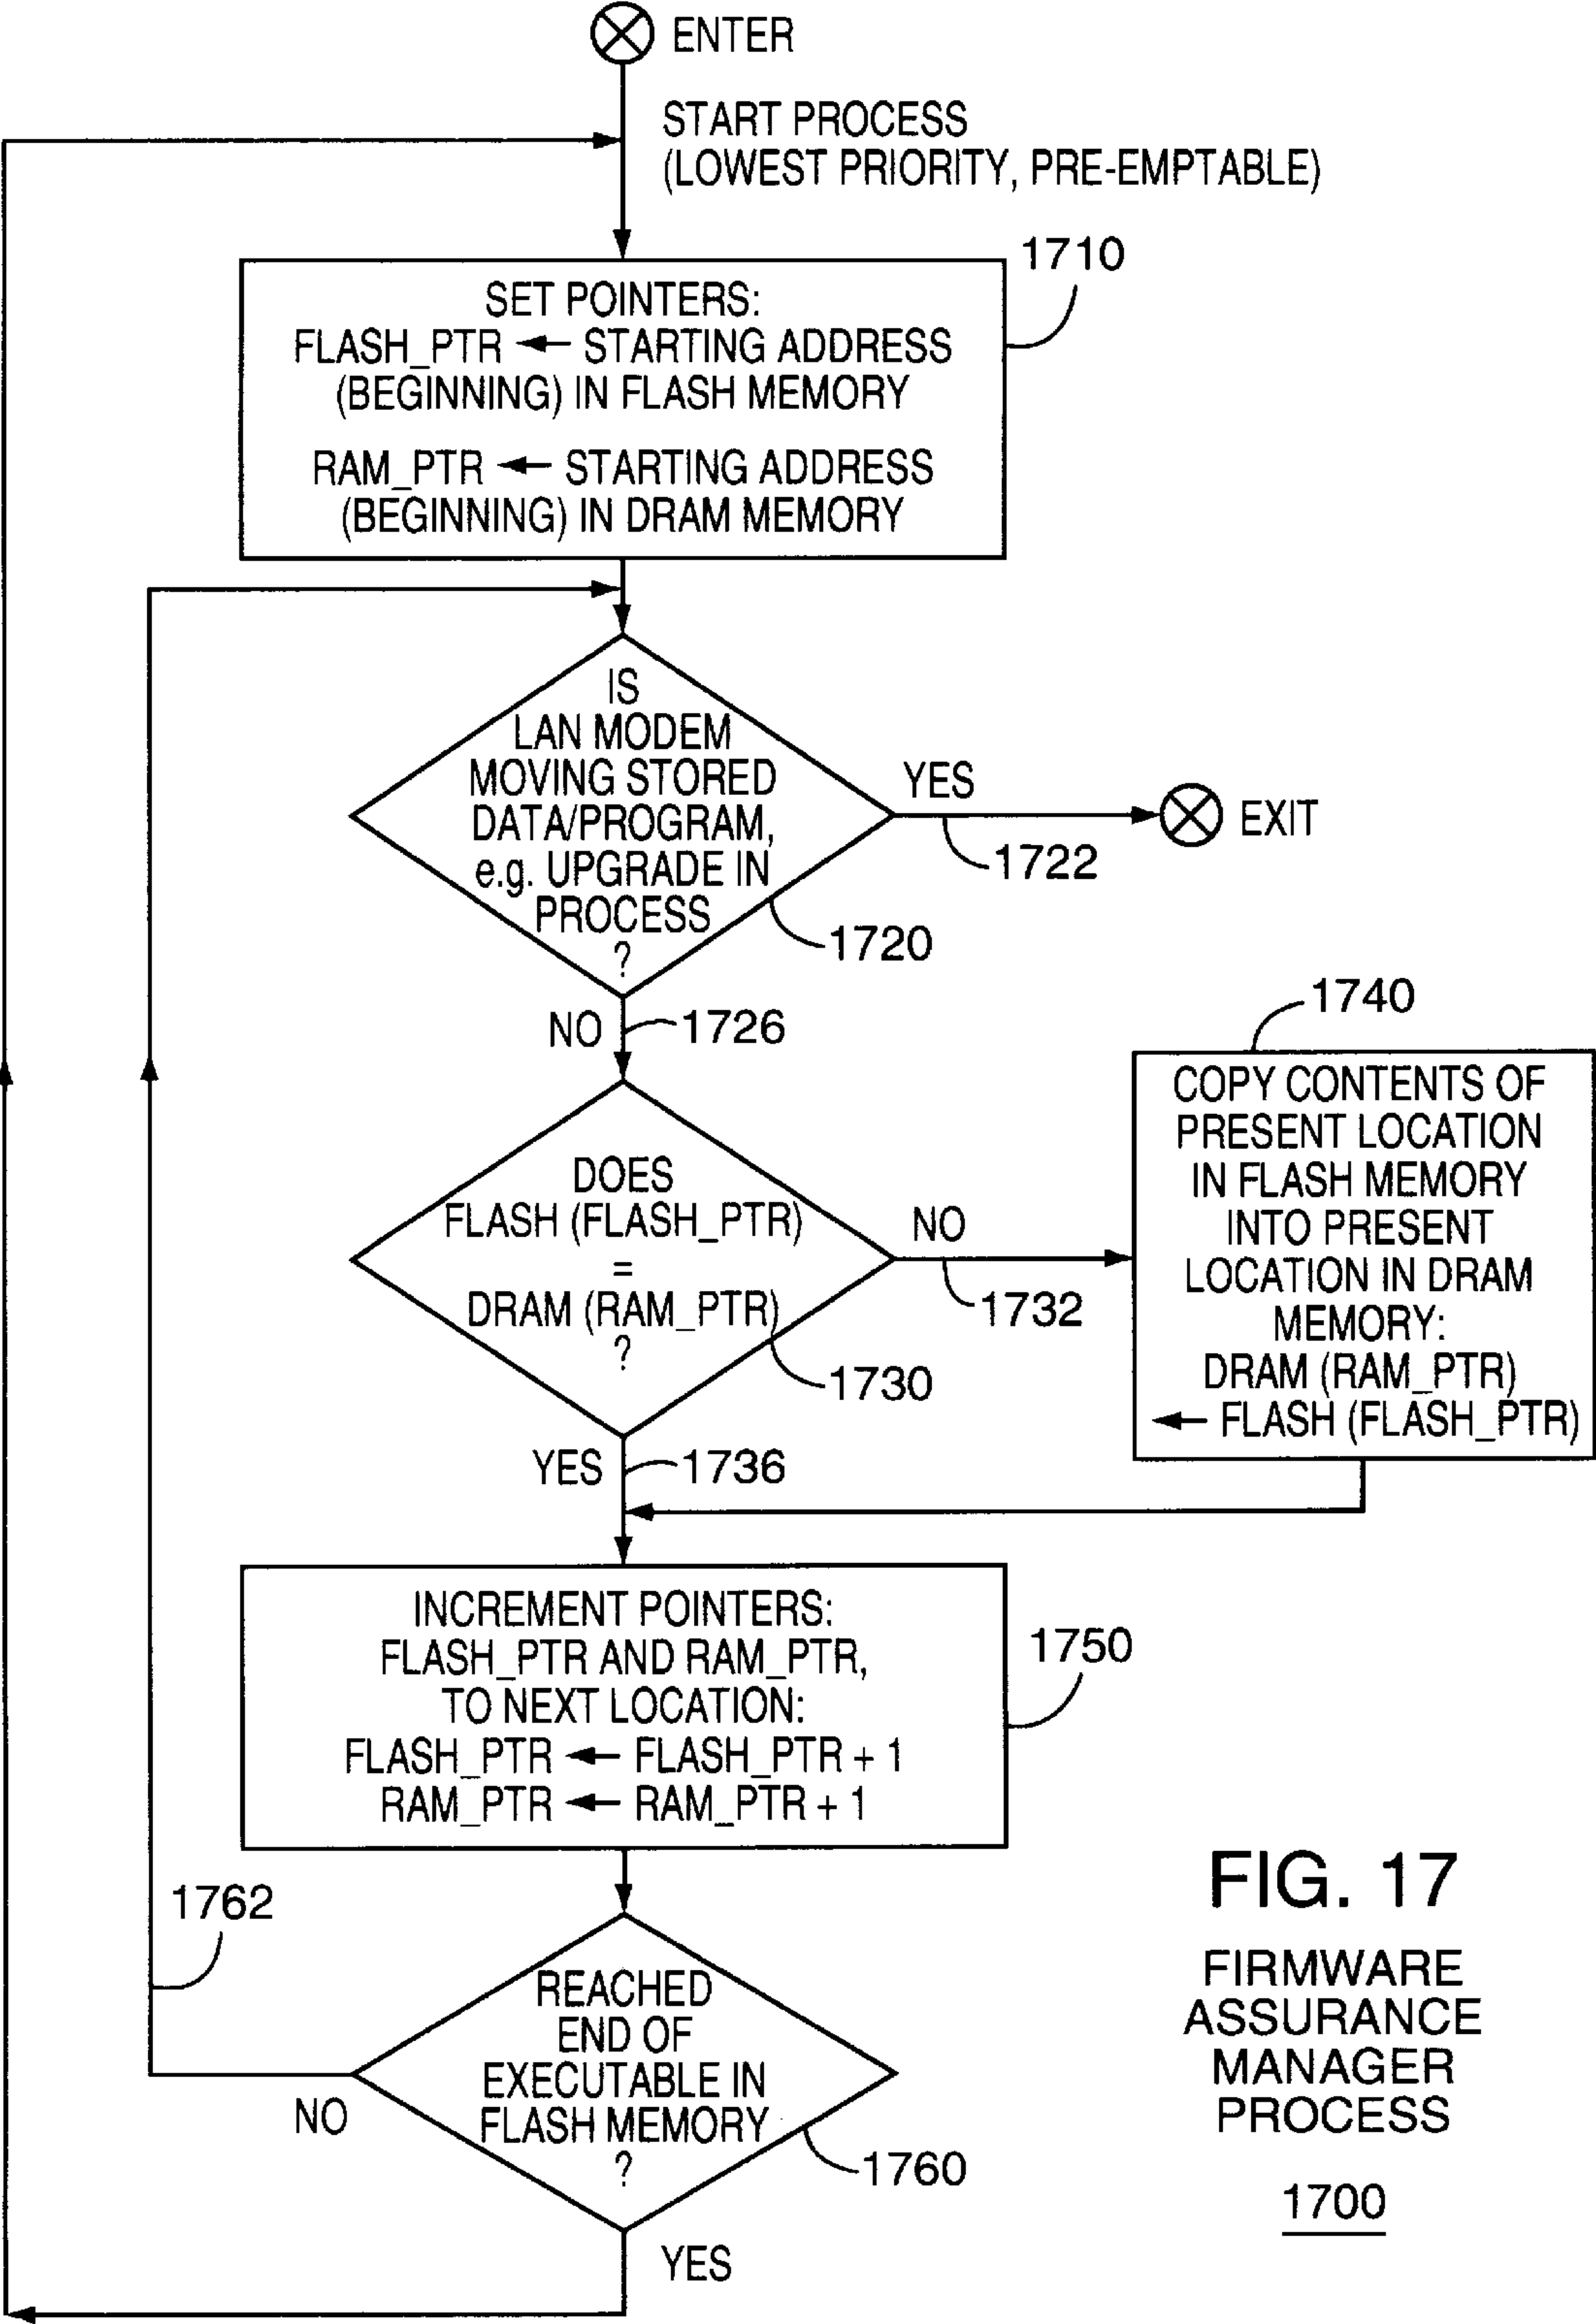 ENTER
START PROCESS
(LOWEST PRIORITY, PRE-EMPTABLE)
1710
SET POINTERS:
FLASH_PTR ← STARTING ADDRESS
(BEGINNING) IN FLASH MEMORY
RAM_PTR ← STARTING ADDRESS
(BEGINNING) IN DRAM MEMORY
IS
LAN MODEM
MOVING STORED
DATA/PROGRAM,
e.g. UPGRADE IN
PROCESS
?
YES
EXIT
1722
1720
NO
1726
1740
COPY CONTENTS OF
PRESENT LOCATION
IN FLASH MEMORY
INTO PRESENT
LOCATION IN DRAM
MEMORY:
DRAM (RAM_PTR)
← FLASH (FLASH_PTR)
DOES
FLASH (FLASH_PTR)
=
DRAM (RAM_PTR)
?
NO
1732
1730
YES
1736
INCREMENT POINTERS:
FLASH_PTR AND RAM_PTR,
TO NEXT LOCATION:
FLASH_PTR ← FLASH_PTR + 1
RAM_PTR ← RAM_PTR + 1
1750
1762
REACHED
END OF
EXECUTABLE IN
FLASH MEMORY
?
NO
1760
YES
FIG. 17
FIRMWARE
ASSURANCE
MANAGER
PROCESS
1700